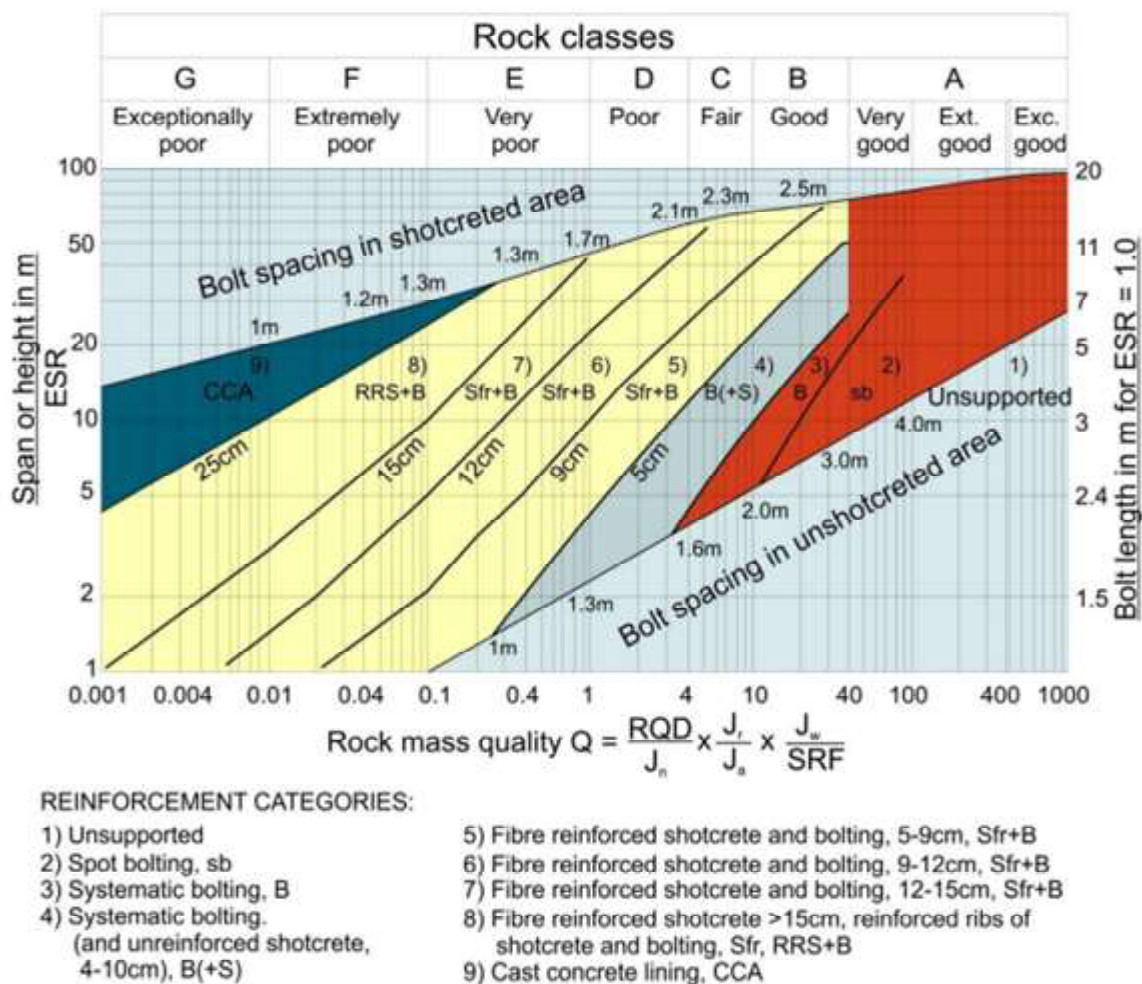 Rock classes
G F E D C B A
Exceptionally poor Extremely poor Very poor Poor Fair Good Very good Ext. good Exc. good
100 20
Bolt spacing in shotcreted area
1m 1.2m 1.3m 1.3m 1.7m 2.1m 2.3m 2.5m
50 11
7
20 5
9) 8) 7) 6) 5) 4) 3) 2) 1)
CCA RRS+B Sfr+B Sfr+B Sfr+B B(+S) B sb Unsupported
10 3
25cm 15cm 12cm 9cm 5cm
5 2.4
2 1.5
1
1m 1.3m 1.6m 2.0m 3.0m 4.0m
Bolt spacing in unshotcreted area
Span or height in m
ESR
Bolt length in m for ESR = 1.0
0.001 0.004 0.01 0.04 0.1 0.4 1 4 10 40 100 400 1000
Rock mass quality Q = RQD/Jn x Jr/Ja x Jw/SRF
REINFORCEMENT CATEGORIES:
1) Unsupported
2) Spot bolting, sb
3) Systematic bolting, B
4) Systematic bolting.
(and unreinforced shotcrete,
4-10cm), B(+S)
5) Fibre reinforced shotcrete and bolting, 5-9cm, Sfr+B
6) Fibre reinforced shotcrete and bolting, 9-12cm, Sfr+B
7) Fibre reinforced shotcrete and bolting, 12-15cm, Sfr+B
8) Fibre reinforced shotcrete >15cm, reinforced ribs of
shotcrete and bolting, Sfr, RRS+B
9) Cast concrete lining, CCA